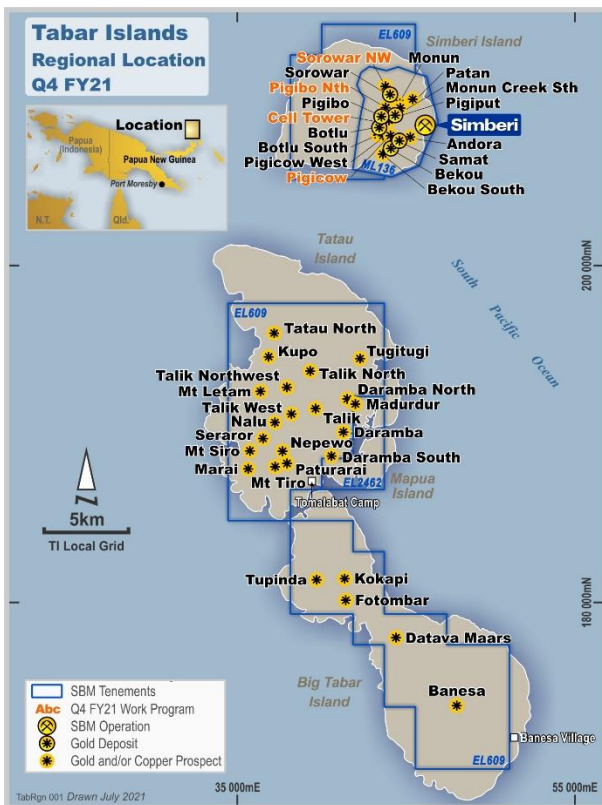 Tabar Islands
Regional Location
Q4 FY21
Location
Papua
(Indonesia)
Papua New
Guinea
Port Moresby
N.T.
Qld.
EL609
Simberi Island
Sorowar NW
Monun
Sorowar
Patan
Pigibo Nth
Monun Creek Sth
Pigibo
Pigiput
Cell Tower
Simberi
Botlu
Andora
Botlu South
Samat
Pigicow West
Bekou
Pigicow
ML136
Bekou South
Tatau
Island
200 000mN
South Pacific Ocean
EL609
Tatau North
Kupo
Tugitugi
Talik Northwest
Talik North
Mt Letam
Daramba North
Madurdur
Talik West
Talik
Nalu
Daramba
Seraror
Nepewo
Mt Siro
Daramba South
Marai
Paturarai
Mt Tiro
EL2462
Mapua
Island
Tomalabat Camp
N
5km
TI Local Grid
Tupinda
Kokapi
Fotombar
180 000mN
Datava Maars
Big Tabar
Island
Banesa
Banesa Village
EL609
SBM Tenements
Abc Q4 FY21 Work Program
SBM Operation
Gold Deposit
Gold and/or Copper Prospect
TabRgn 001 Drawn July 2021
35 000mE
55 000mE